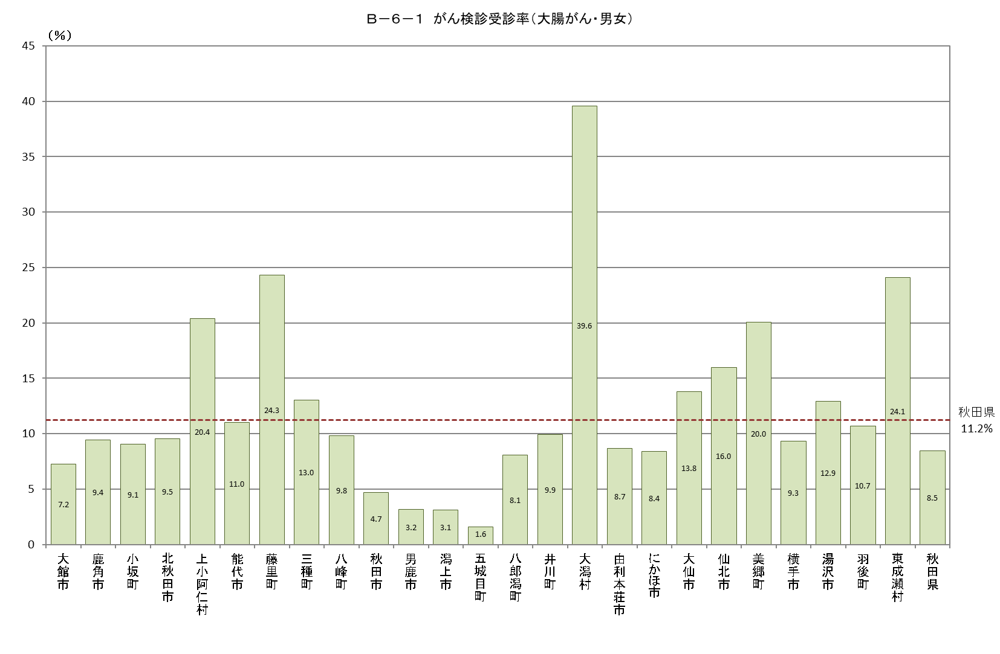 B－6－1　がん検診受診率（大腸がん・男女）
（%）
45
40
35
30
25
20
15
10
5
0
39.6
24.3
24.1
20.4
20.0
16.0
13.8
13.0
12.9
11.0
10.7
7.2
9.4
9.1
9.5
9.8
4.7
3.2
3.1
1.6
8.1
9.9
8.7
8.4
9.3
8.5
秋田県
11.2%
大館市
鹿角市
小坂町
北秋田市
上小阿仁村
能代市
藤里町
三種町
八峰町
秋田市
男鹿市
潟上市
五城目町
八郎潟町
井川町
大潟村
由利本荘市
にかほ市
大仙市
仙北市
美郷町
横手市
湯沢市
羽後町
東成瀬村
秋田県